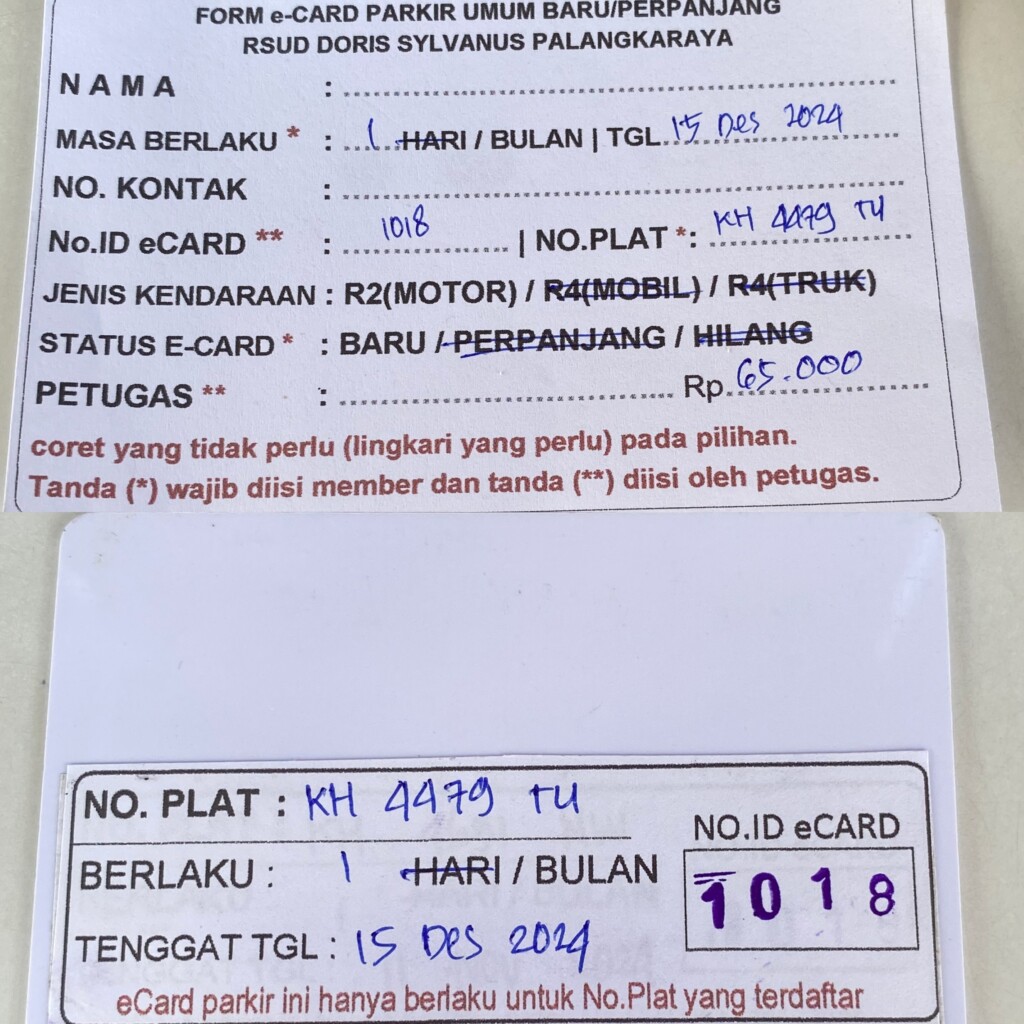 FORM e-CARD PARKIR UMUM BARU/PERPANJANG
RSUD DORIS SYLVANUS PALANGKARAYA
N A M A :
MASA BERLAKU * : 1 HARI / BULAN | TGL 15 Des 2024
NO. KONTAK :
No.ID eCARD ** : 1018 | NO.PLAT *: KH 4479 TU
JENIS KENDARAAN : R2(MOTOR) / R4(MOBIL) / R4(TRUK)
STATUS E-CARD * : BARU / PERPANJANG / HILANG
PETUGAS ** : Rp. 65.000
coret yang tidak perlu (lingkari yang perlu) pada pilihan.
Tanda (*) wajib diisi member dan tanda (**) diisi oleh petugas.
NO. PLAT : KH 4479 TU
NO.ID eCARD
BERLAKU : 1 HARI / BULAN
1018
TENGGAT TGL : 15 Des 2024
eCard parkir ini hanya berlaku untuk No.Plat yang terdaftar